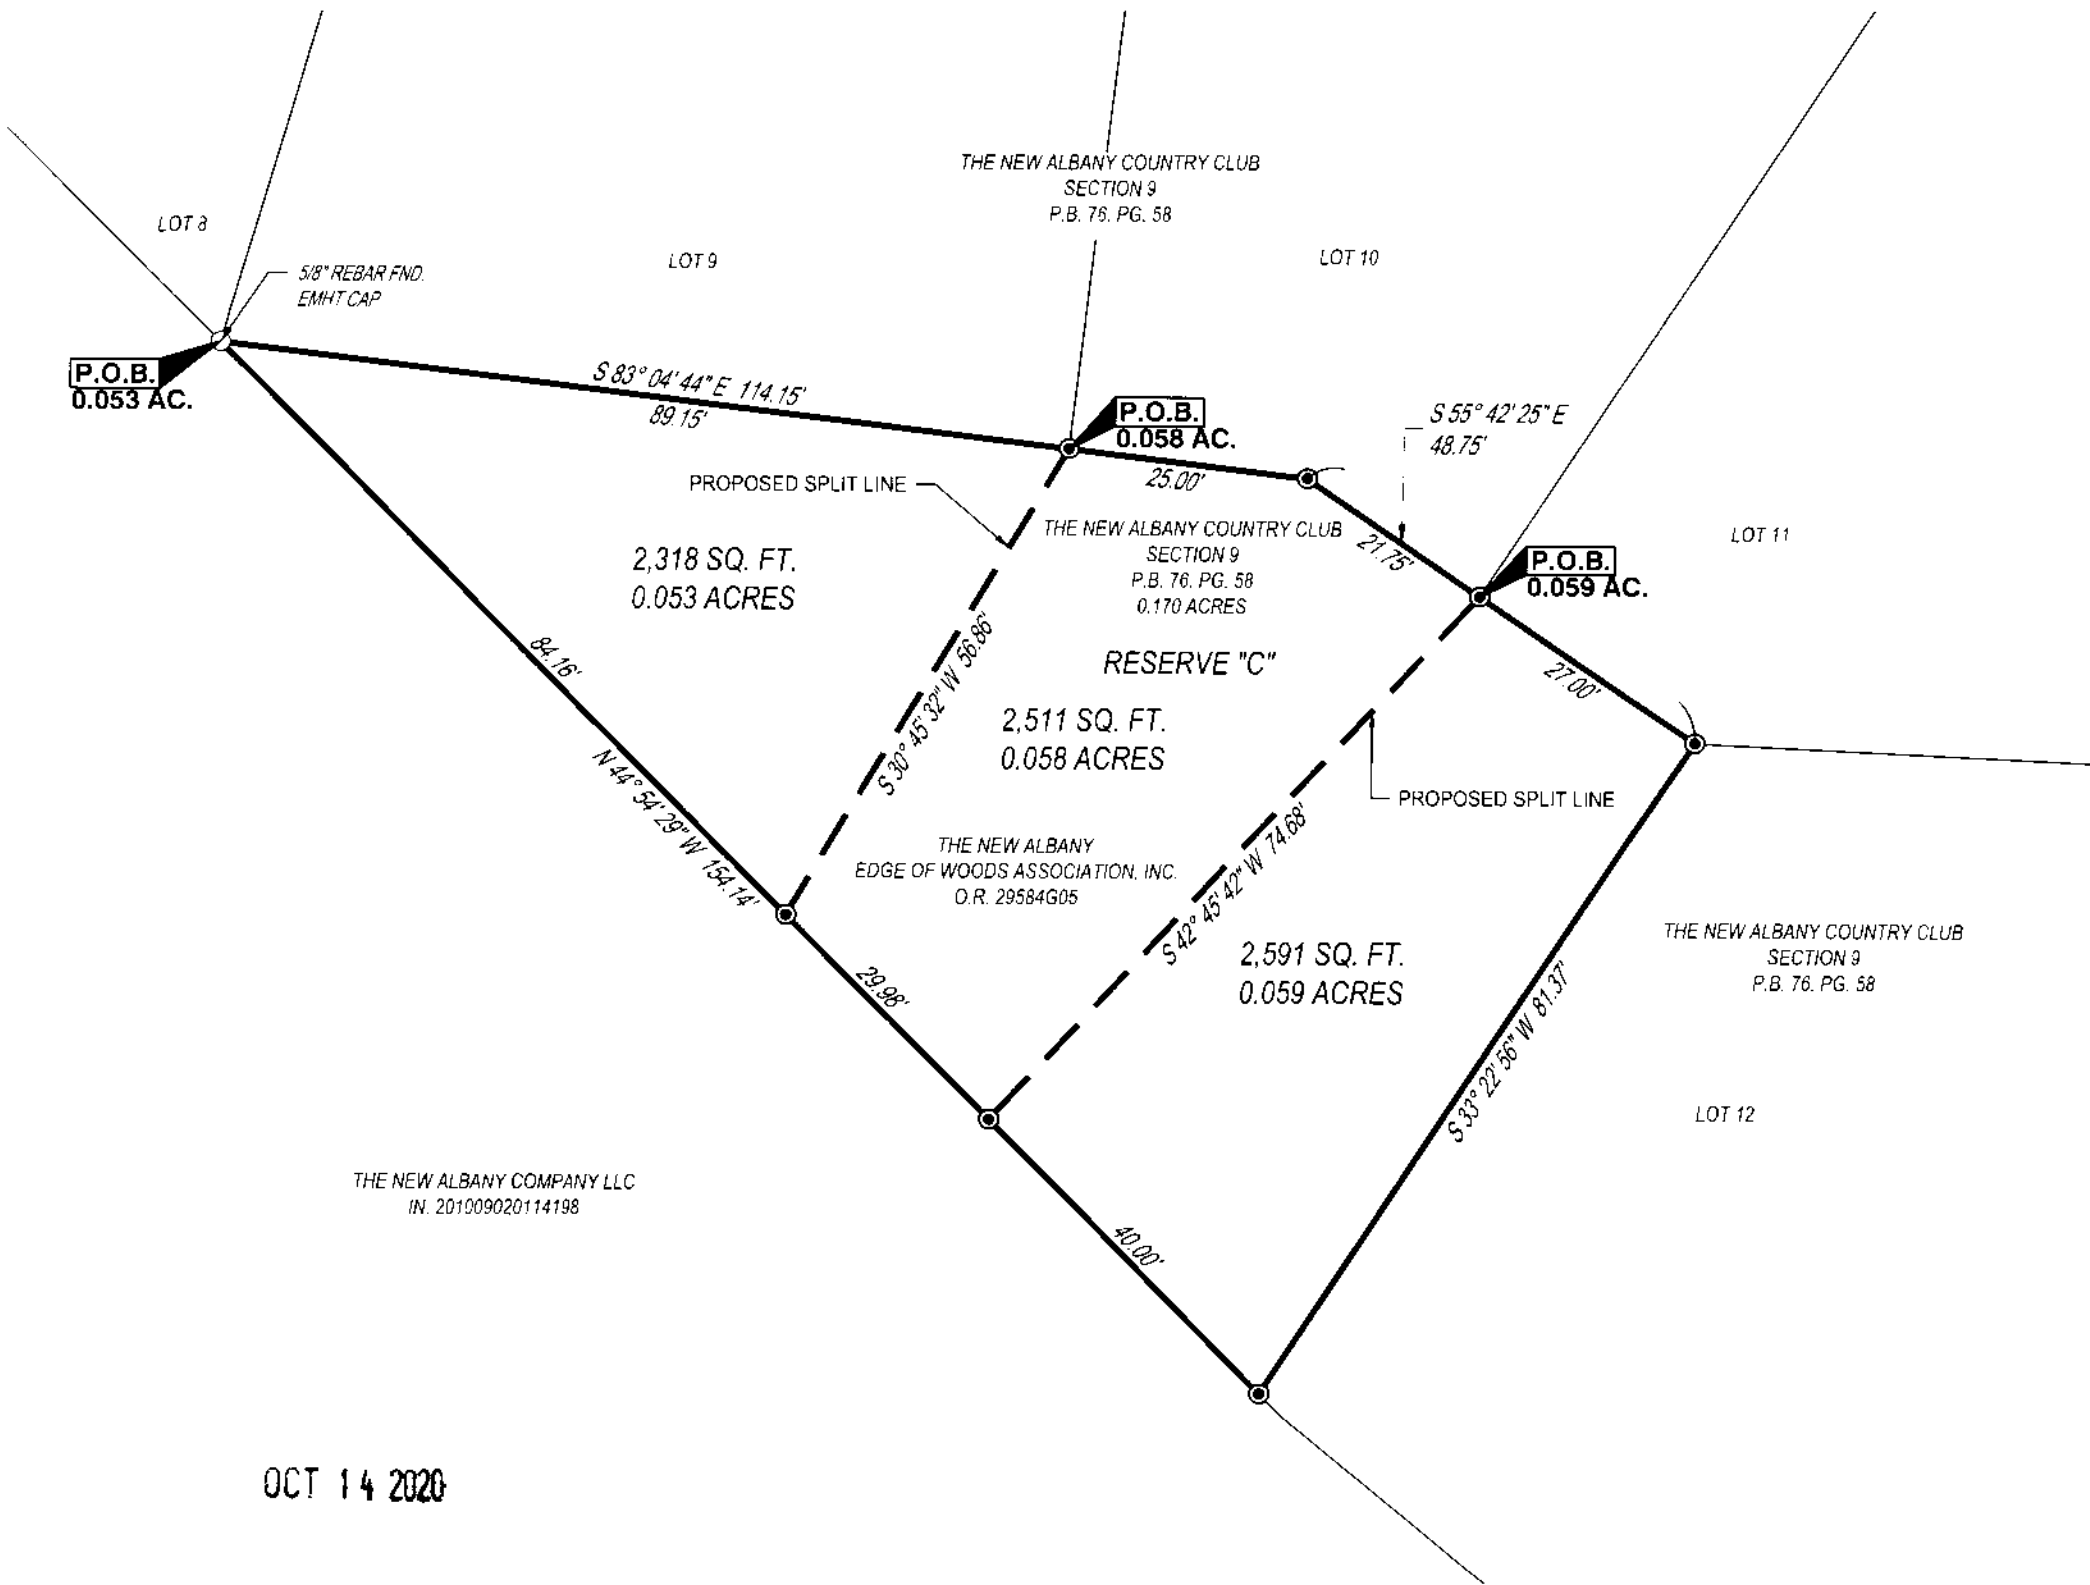 THE NEW ALBANY COUNTRY CLUB
SECTION 9
P.B. 76. PG. 58
LOT 8
LOT 9
LOT 10
5/8" REBAR FND.
EMHT CAP
P.O.B.
0.053 AC.
S 83° 04' 44" E 114.15'
89.15'
P.O.B.
0.058 AC.
S 55° 42' 25" E
48.75'
PROPOSED SPLIT LINE
25.00'
THE NEW ALBANY COUNTRY CLUB
SECTION 9
P.B. 76. PG. 58
0.170 ACRES
21.75'
LOT 11
P.O.B.
0.059 AC.
2,318 SQ. FT.
0.053 ACRES
84.16'
S 30° 45' 32" W 56.86'
RESERVE "C"
27.00'
2,511 SQ. FT.
0.058 ACRES
N 44° 54' 29" W 154.14'
PROPOSED SPLIT LINE
THE NEW ALBANY
EDGE OF WOODS ASSOCIATION, INC.
O.R. 29584G05
S 42° 45' 42" W 74.68'
29.98'
2,591 SQ. FT.
0.059 ACRES
THE NEW ALBANY COUNTRY CLUB
SECTION 9
P.B. 76. PG. 58
S 33° 22' 56" W 81.37'
LOT 12
THE NEW ALBANY COMPANY LLC
IN. 201009020114198
40.00'
OCT 14 2020